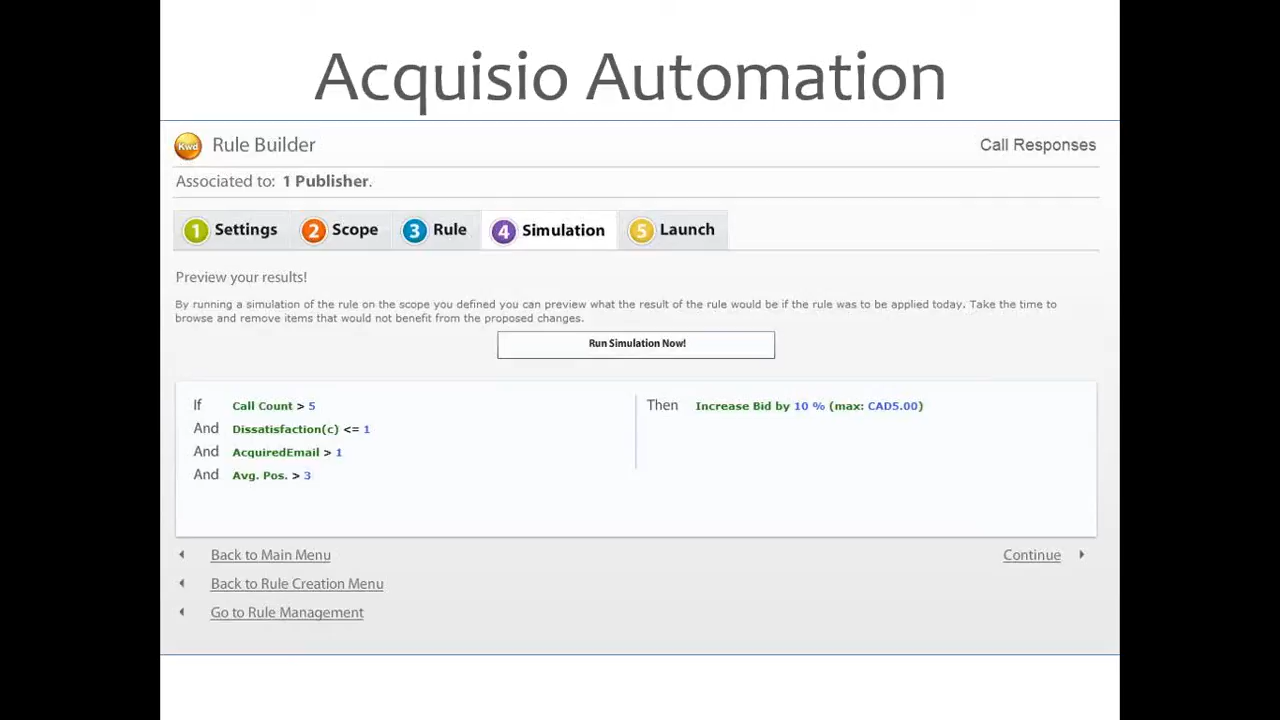 Acquisio Automation
Kwd Rule Builder
Call Responses
Associated to: 1 Publisher.
1 Settings 2 Scope 3 Rule 4 Simulation 5 Launch
Preview your results!
By running a simulation of the rule on the scope you defined you can preview what the result of the rule would be if the rule was to be applied today. Take the time to
browse and remove items that would not benefit from the proposed changes.
Run Simulation Now!
If Call Count > 5
And Dissatisfaction(c) <= 1
And AcquiredEmail > 1
And Avg. Pos. > 3
Then Increase Bid by 10 % (max: CAD5.00)
Back to Main Menu
Continue
Back to Rule Creation Menu
Go to Rule Management